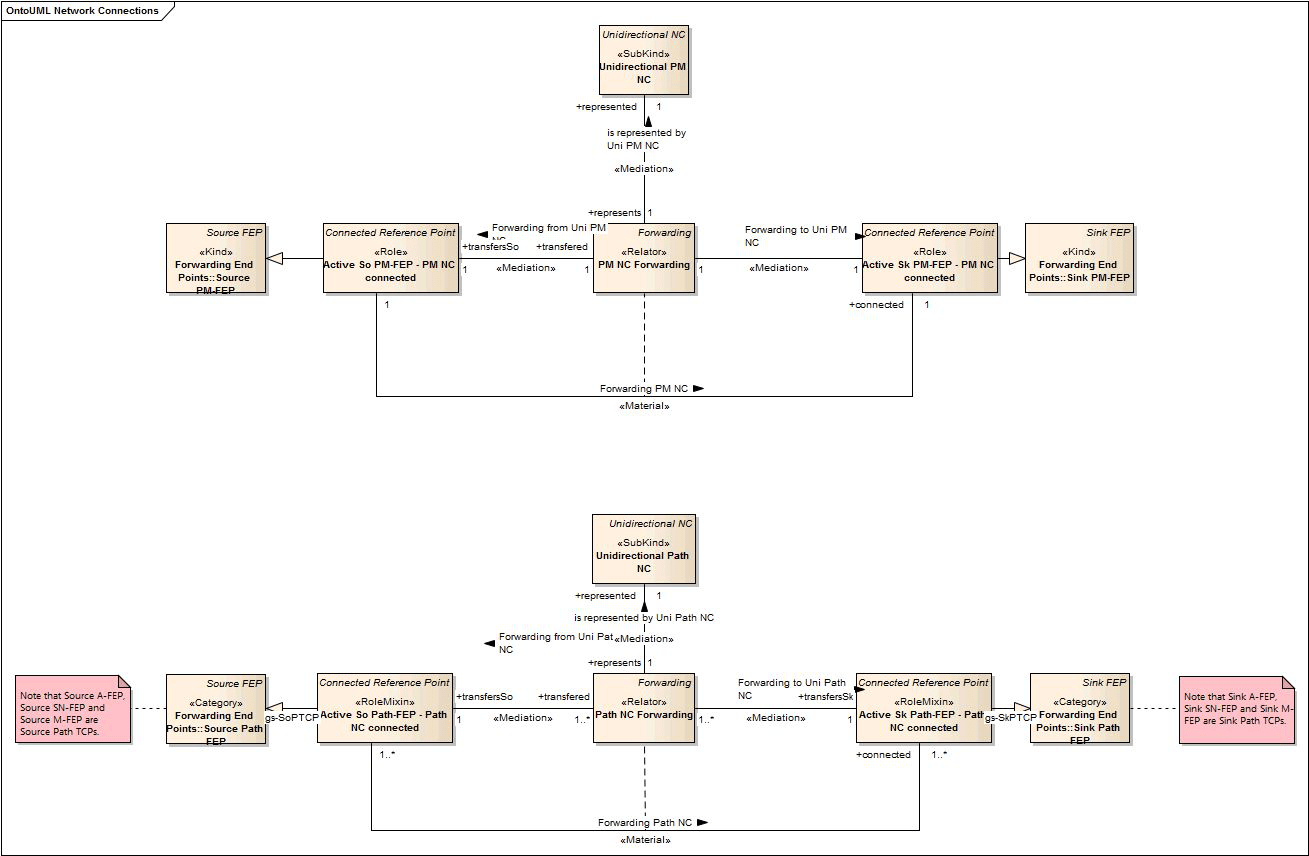 OntoUML Network Connections
Unidirectional NC
«SubKind»
Unidirectional PM
NC
+represented 1
is represented by
Uni PM NC
«Mediation»
+represents 1
Source FEP
«Kind»
Forwarding End
Points::Source
PM-FEP
Connected Reference Point
«Role»
Active So PM-FEP - PM NC
connected
Forwarding from Uni PM
NC
+transfersSo +transfered
1 «Mediation» 1
Forwarding
«Relator»
PM NC Forwarding
Forwarding to Uni PM
NC
1 «Mediation» 1
Connected Reference Point
«Role»
Active Sk PM-FEP - PM NC
connected
Sink FEP
«Kind»
Forwarding End
Points::Sink PM-FEP
1
+connected 1
Forwarding PM NC
«Material»
Unidirectional NC
«SubKind»
Unidirectional Path
NC
+represented 1
is represented by Uni Path NC
Forwarding from Uni Pat
NC
«Mediation»
+represents 1
Note that Source A-FEP,
Source SN-FEP and
Source M-FEP are
Source Path TCPs.
Source FEP
«Category»
Forwarding End
Points::Source Path
FEP
gs-SoPTCP
Connected Reference Point
«RoleMixin»
Active So Path-FEP - Path
NC connected
+transfersSo +transfered
1 «Mediation» 1..*
Forwarding
«Relator»
Path NC Forwarding
Forwarding to Uni Path
NC
+transfersSk
1..* «Mediation» 1
Connected Reference Point
«RoleMixin»
Active Sk Path-FEP - Path
NC connected
gs-SkPTCP
Sink FEP
«Category»
Forwarding End
Points::Sink Path
FEP
Note that Sink A-FEP,
Sink SN-FEP and Sink M-
FEP are Sink Path TCPs.
1..*
+connected 1..*
Forwarding Path NC
«Material»